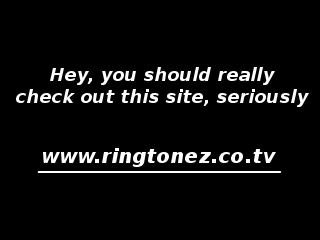 Hey, you should really
check out this site, seriously
www.ringtonez.co.tv